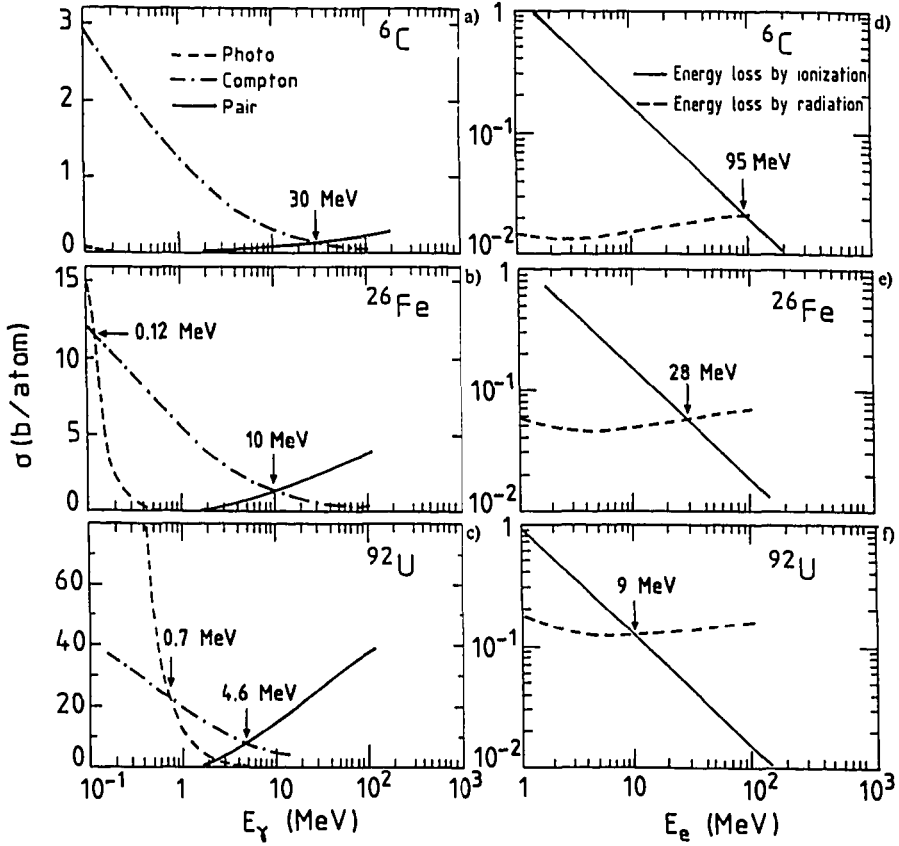 a)
⁶C
3
2
1
0
Photo
Compton
Pair
30 MeV
b)
²⁶Fe
15
10
5
0
0.12 MeV
10 MeV
c)
⁹²U
60
40
20
0
0.7 MeV
4.6 MeV
σ (b/atom)
10⁻¹ 1 10 10² 10³
E_γ (MeV)
d)
⁶C
1
10⁻¹
10⁻²
Energy loss by ionization
Energy loss by radiation
95 MeV
e)
²⁶Fe
1
10⁻¹
10⁻²
28 MeV
f)
⁹²U
1
10⁻¹
10⁻²
9 MeV
1 10 10² 10³
E_e (MeV)